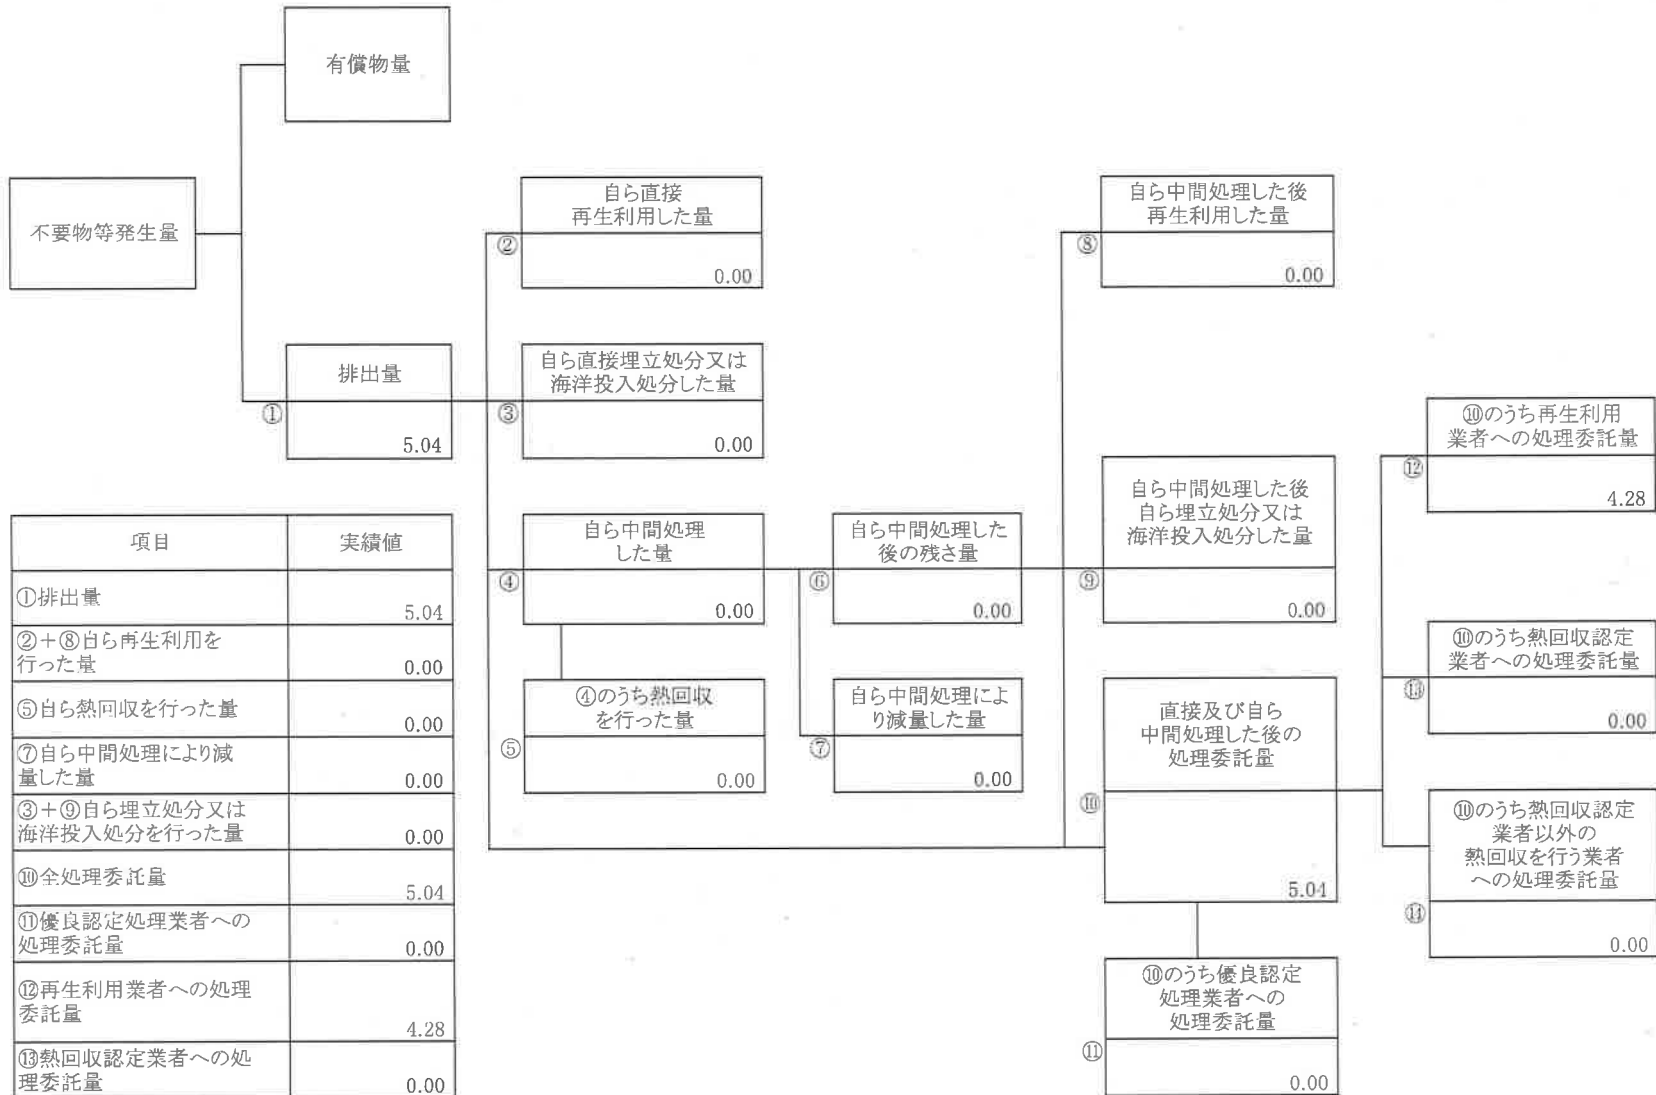 有償物量
不要物等発生量
自ら直接
再生利用した量
②
0.00
自ら中間処理した後
再生利用した量
⑧
0.00
排出量
①
5.04
自ら直接埋立処分又は
海洋投入処分した量
③
0.00
⑩のうち再生利用
業者への処理委託量
⑫
4.28
自ら中間処理
した量
④
0.00
自ら中間処理した
後の残さ量
⑥
0.00
自ら中間処理した後
自ら埋立処分又は
海洋投入処分した量
⑨
0.00
⑩のうち熱回収認定
業者への処理委託量
⑬
0.00
④のうち熱回収
を行った量
⑤
0.00
自ら中間処理によ
り減量した量
⑦
0.00
直接及び自ら
中間処理した後の
処理委託量
⑩
5.04
⑩のうち熱回収認定
業者以外の
熱回収を行う業者
への処理委託量
⑭
0.00
⑩のうち優良認定
処理業者への
処理委託量
⑪
0.00
項目 実績値
①排出量 5.04
②+⑧自ら再生利用を
行った量 0.00
⑤自ら熱回収を行った量 0.00
⑦自ら中間処理により減
量した量 0.00
③+⑨自ら埋立処分又は
海洋投入処分を行った量 0.00
⑩全処理委託量 5.04
⑪優良認定処理業者への
処理委託量 0.00
⑫再生利用業者への処理
委託量 4.28
⑬熱回収認定業者への処
理委託量 0.00